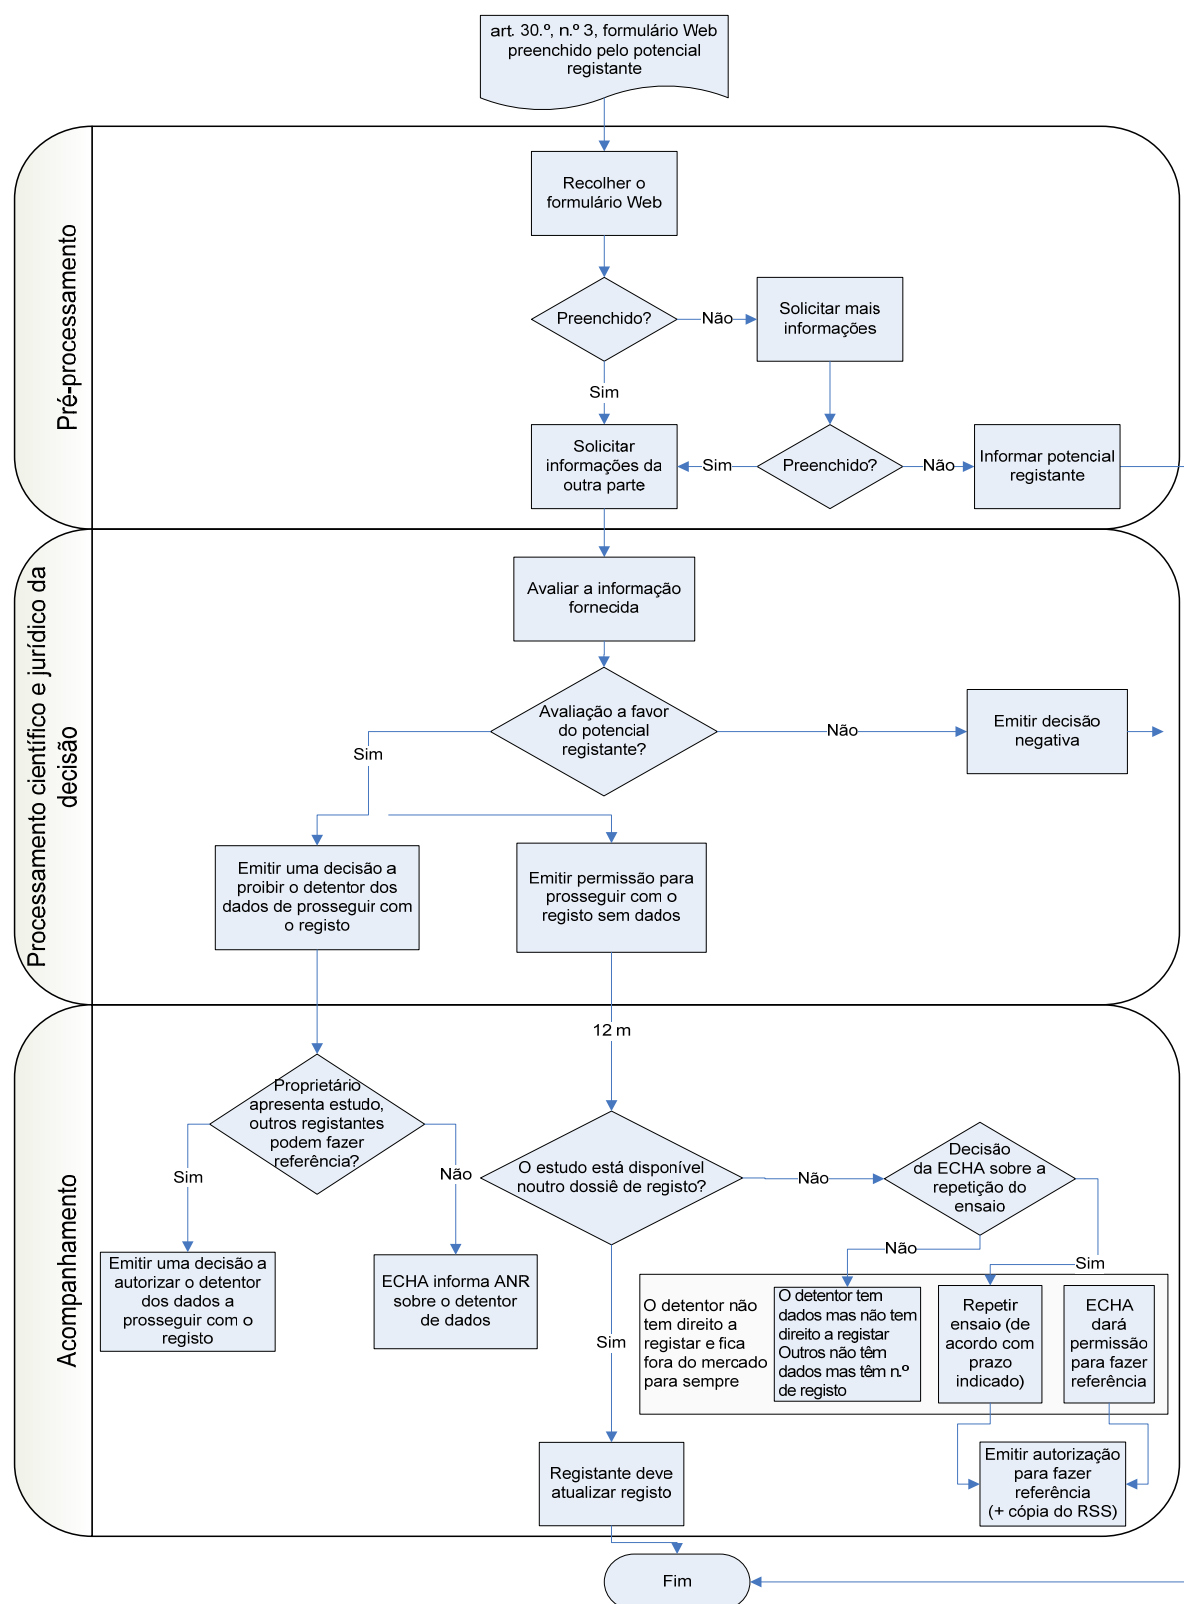 art. 30.º, n.º 3, formulário Web
preenchido pelo potencial
registante
Pré-processamento
Recolher o
formulário Web
Preenchido?
Não
Solicitar mais
informações
Sim
Solicitar
informações da
outra parte
Sim
Preenchido?
Não
Informar potencial
registante
Processamento científico e jurídico da
decisão
Avaliar a informação
fornecida
Avaliação a favor
do potencial
registante?
Sim
Não
Emitir decisão
negativa
Emitir uma decisão a
proibir o detentor dos
dados de prosseguir com
o registo
Emitir permissão para
prosseguir com o
registo sem dados
Acompanhamento
12 m
Proprietário
apresenta estudo,
outros registantes
podem fazer
referência?
Sim
Não
O estudo está disponível
noutro dossiê de registo?
Não
Decisão
da ECHA sobre a
repetição do
ensaio
Não
Sim
Emitir uma decisão a
autorizar o detentor
dos dados a
prosseguir com o
registo
ECHA informa ANR
sobre o detentor
de dados
Sim
O detentor não
tem direito a
registar e fica
fora do mercado
para sempre
O detentor tem
dados mas não tem
direito a registar
Outros não têm
dados mas têm n.º
de registo
Repetir
ensaio (de
acordo com
prazo
indicado)
ECHA
dará
permissão
para fazer
referência
Registante deve
atualizar registo
Emitir autorização
para fazer
referência
(+ cópia do RSS)
Fim